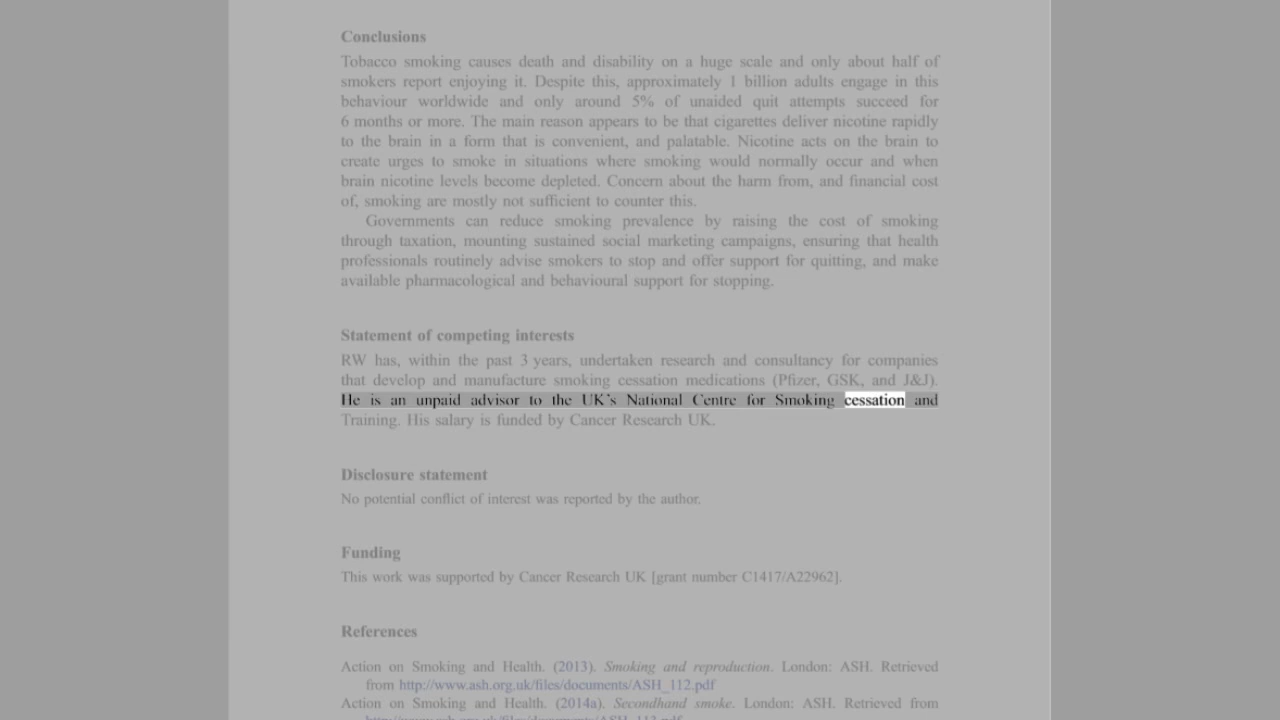 Conclusions
Tobacco smoking causes death and disability on a huge scale and only about half of
smokers report enjoying it. Despite this, approximately 1 billion adults engage in this
behaviour worldwide and only around 5% of unaided quit attempts succeed for
6 months or more. The main reason appears to be that cigarettes deliver nicotine rapidly
to the brain in a form that is convenient, and palatable. Nicotine acts on the brain to
create urges to smoke in situations where smoking would normally occur and when
brain nicotine levels become depleted. Concern about the harm from, and financial cost
of, smoking are mostly not sufficient to counter this.
Governments can reduce smoking prevalence by raising the cost of smoking
through taxation, mounting sustained social marketing campaigns, ensuring that health
professionals routinely advise smokers to stop and offer support for quitting, and make
available pharmacological and behavioural support for stopping.
Statement of competing interests
RW has, within the past 3 years, undertaken research and consultancy for companies
that develop and manufacture smoking cessation medications (Pfizer, GSK, and J&J).
He is an unpaid advisor to the UK's National Centre for Smoking cessation and
Training. His salary is funded by Cancer Research UK.
Disclosure statement
No potential conflict of interest was reported by the author.
Funding
This work was supported by Cancer Research UK [grant number C1417/A22962].
References
Action on Smoking and Health. (2013). Smoking and reproduction. London: ASH. Retrieved
from http://www.ash.org.uk/files/documents/ASH_112.pdf
Action on Smoking and Health. (2014a). Secondhand smoke. London: ASH. Retrieved from
http://www.ash.org.uk/files/documents/ASH_113.pdf